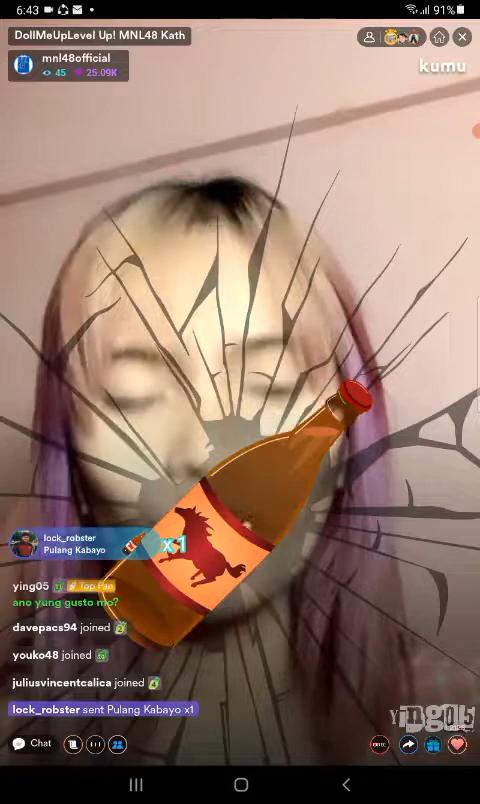 6:43
91%
DollMeUpLevel Up! MNL48 Kath
mnl48official
45 25.09K
kumu
lock_robster
Pulang Kabayo
x1
ying05 Top Fan
ano yung gusto mo?
davepacs94 joined
youko48 joined
juliusvincentcalica joined
lock_robster sent Pulang Kabayo x1
Yingo15
Chat